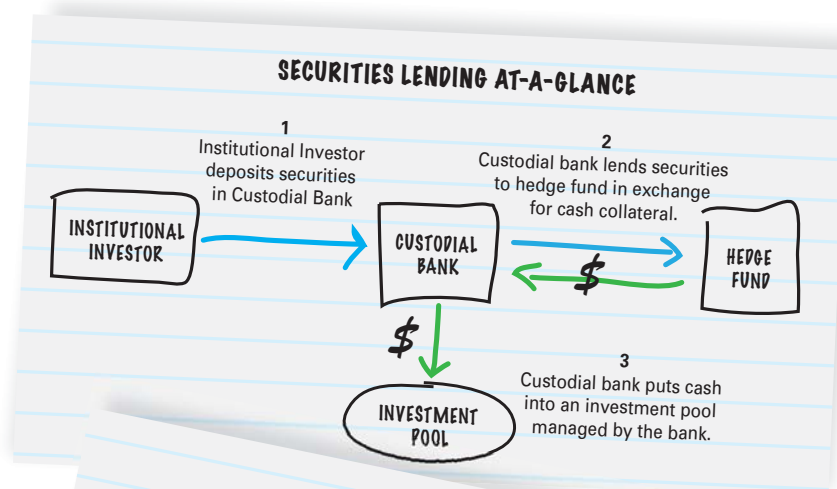 SECURITIES LENDING AT-A-GLANCE
1
Institutional Investor
deposits securities
in Custodial Bank
2
Custodial bank lends securities
to hedge fund in exchange
for cash collateral.
INSTITUTIONAL
INVESTOR
CUSTODIAL
BANK
HEDGE
FUND
$
$
3
Custodial bank puts cash
into an investment pool
managed by the bank.
INVESTMENT
POOL